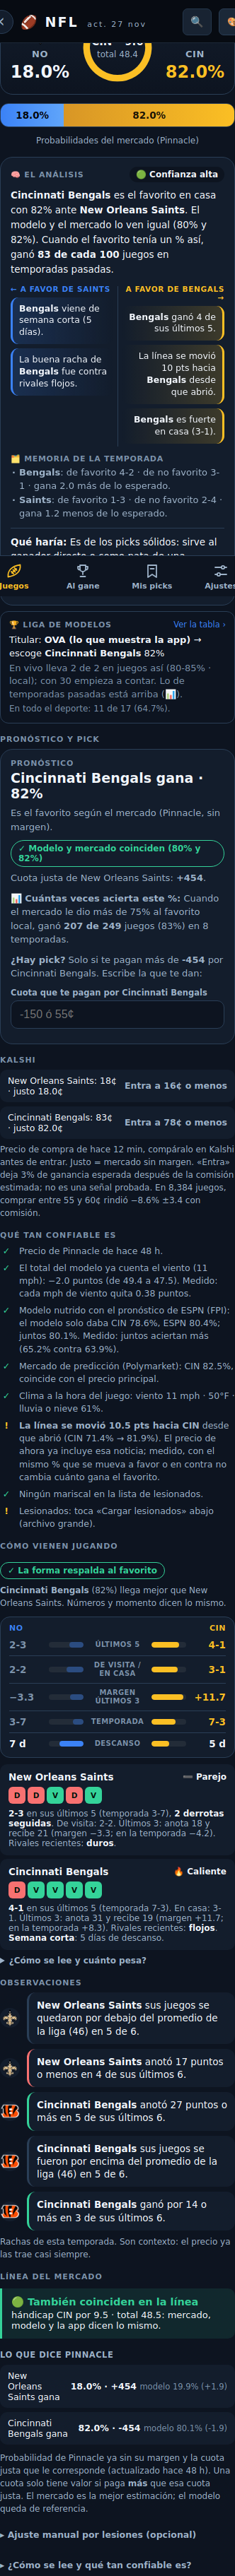 🏈 NFL act. 27 nov
total 48.4
NO
CIN
18.0%
82.0%
18.0%
82.0%
Probabilidades del mercado (Pinnacle)
🧠 EL ANÁLISIS
🟢 Confianza alta
Cincinnati Bengals es el favorito en casa
con 82% ante New Orleans Saints. El
modelo y el mercado lo ven igual (80% y
82%). Cuando el favorito tenía un % así,
ganó 83 de cada 100 juegos en
temporadas pasadas.
← A FAVOR DE SAINTS
Bengals viene de
semana corta (5
días).
La buena racha de
Bengals fue contra
rivales flojos.
A FAVOR DE BENGALS
→
Bengals ganó 4 de
sus últimos 5.
La línea se movió
10 pts hacia
Bengals desde
que abrió.
Bengals es fuerte
en casa (3-1).
🗂️ MEMORIA DE LA TEMPORADA
· Bengals: de favorito 4-2 · de no favorito 3-
1 · gana 2.0 más de lo esperado.
· Saints: de favorito 1-3 · de no favorito 2-4 ·
gana 1.2 menos de lo esperado.
Qué haría: Es de los picks sólidos: sirve al
Juegos
AI gane
Mis picks
Ajustes
🏆 LIGA DE MODELOS
Ver la tabla ›
Titular: OVA (lo que muestra la app) →
escoge Cincinnati Bengals 82%
En vivo lleva 2 de 2 en juegos así (80-85% ·
local); con 30 empieza a contar. Lo de
temporadas pasadas está arriba (📊).
En todo el deporte: 11 de 17 (64.7%).
PRONÓSTICO Y PICK
PRONÓSTICO
Cincinnati Bengals gana ·
82%
Es el favorito según el mercado (Pinnacle, sin
margen).
✓ Modelo y mercado coinciden (80% y
82%)
Cuota justa de New Orleans Saints: +454.
📊 Cuántas veces acierta este %: Cuando
el mercado le dio más de 75% al favorito
local, ganó 207 de 249 juegos (83%) en 8
temporadas.
¿Hay pick? Solo si te pagan más de -454 por
Cincinnati Bengals. Escribe la que te dan:
Cuota que te pagan por Cincinnati Bengals
-150 ó 55¢
KALSHI
New Orleans Saints: 18¢
· justo 18.0¢
Entra a 16¢ o menos
Cincinnati Bengals: 83¢
· justo 82.0¢
Entra a 78¢ o menos
Precio de compra de hace 12 min, compáralo en Kalshi
antes de entrar. Justo = mercado sin margen. «Entra»
deja 3% de ganancia esperada después de la comisión
estimada; no es una señal probada. En 8,384 juegos,
comprar entre 55 y 60¢ rindió −8.6% ±3.4 con
comisión.
QUÉ TAN CONFIABLE ES
✓ Precio de Pinnacle de hace 48 h.
✓ El total del modelo ya cuenta el viento (11
mph): −2.0 puntos (de 49.4 a 47.5). Medido:
cada mph de viento quita 0.38 puntos.
✓ Modelo nutrido con el pronóstico de ESPN (FPI):
el modelo solo daba CIN 78.6%, ESPN 80.4%;
juntos 80.1%. Medido: juntos aciertan más
(65.2% contra 63.9%).
✓ Mercado de predicción (Polymarket): CIN 82.5%,
coincide con el precio principal.
✓ Clima a la hora del juego: viento 11 mph · 50°F ·
lluvia o nieve 61%.
! La línea se movió 10.5 pts hacia CIN desde
que abrió (CIN 71.4% → 81.9%). El precio de
ahora ya incluye esa noticia; medido, con el
mismo % que se mueva a favor o en contra no
cambia cuánto gana el favorito.
✓ Ningún mariscal en la lista de lesionados.
! Lesionados: toca «Cargar lesionados» abajo
(archivo grande).
CÓMO VIENEN JUGANDO
✓ La forma respalda al favorito
Cincinnati Bengals (82%) llega mejor que New
Orleans Saints. Números y momento dicen lo mismo.
NO
CIN
2-3 ÚLTIMOS 5 4-1
2-2 DE VISITA /
EN CASA 3-1
−3.3 MARGEN
ÚLTIMOS 3 +11.7
3-7 TEMPORADA 7-3
7 d DESCANSO 5 d
New Orleans Saints
➖ Parejo
D D V D V
2-3 en sus últimos 5 (temporada 3-7), 2 derrotas
seguidas. De visita: 2-2. Últimos 3: anota 18 y
recibe 21 (margen −3.3; en la temporada −4.2).
Rivales recientes: duros.
Cincinnati Bengals
🔥 Caliente
D V V V V
4-1 en sus últimos 5 (temporada 7-3). En casa: 3-
1. Últimos 3: anota 31 y recibe 19 (margen +11.7;
en la temporada +8.3). Rivales recientes: flojos.
Semana corta: 5 días de descanso.
▸ ¿Cómo se lee y cuánto pesa?
OBSERVACIONES
New Orleans Saints sus juegos se
quedaron por debajo del promedio de
la liga (46) en 5 de 6.
New Orleans Saints anotó 17 puntos
o menos en 4 de sus últimos 6.
Cincinnati Bengals anotó 27 puntos o
más en 5 de sus últimos 6.
Cincinnati Bengals sus juegos se
fueron por encima del promedio de la
liga (46) en 5 de 6.
Cincinnati Bengals ganó por 14 o
más en 3 de sus últimos 6.
Rachas de esta temporada. Son contexto: el precio ya
las trae casi siempre.
LÍNEA DEL MERCADO
🟢 También coinciden en la línea
hándicap CIN por 9.5 · total 48.5: mercado,
modelo y la app dicen lo mismo.
LO QUE DICE PINNACLE
New
Orleans
Saints gana
18.0% · +454 modelo 19.9% (+1.9)
Cincinnati
Bengals gana
82.0% · -454 modelo 80.1% (-1.9)
Probabilidad de Pinnacle ya sin su margen y la cuota
justa que le corresponde (actualizado hace 48 h). Una
cuota solo tiene valor si paga más que esa cuota
justa. El mercado es la mejor estimación; el modelo
queda de referencia.
▸ Ajuste manual por lesiones (opcional)
▸ ¿Cómo se lee y qué tan confiable es?